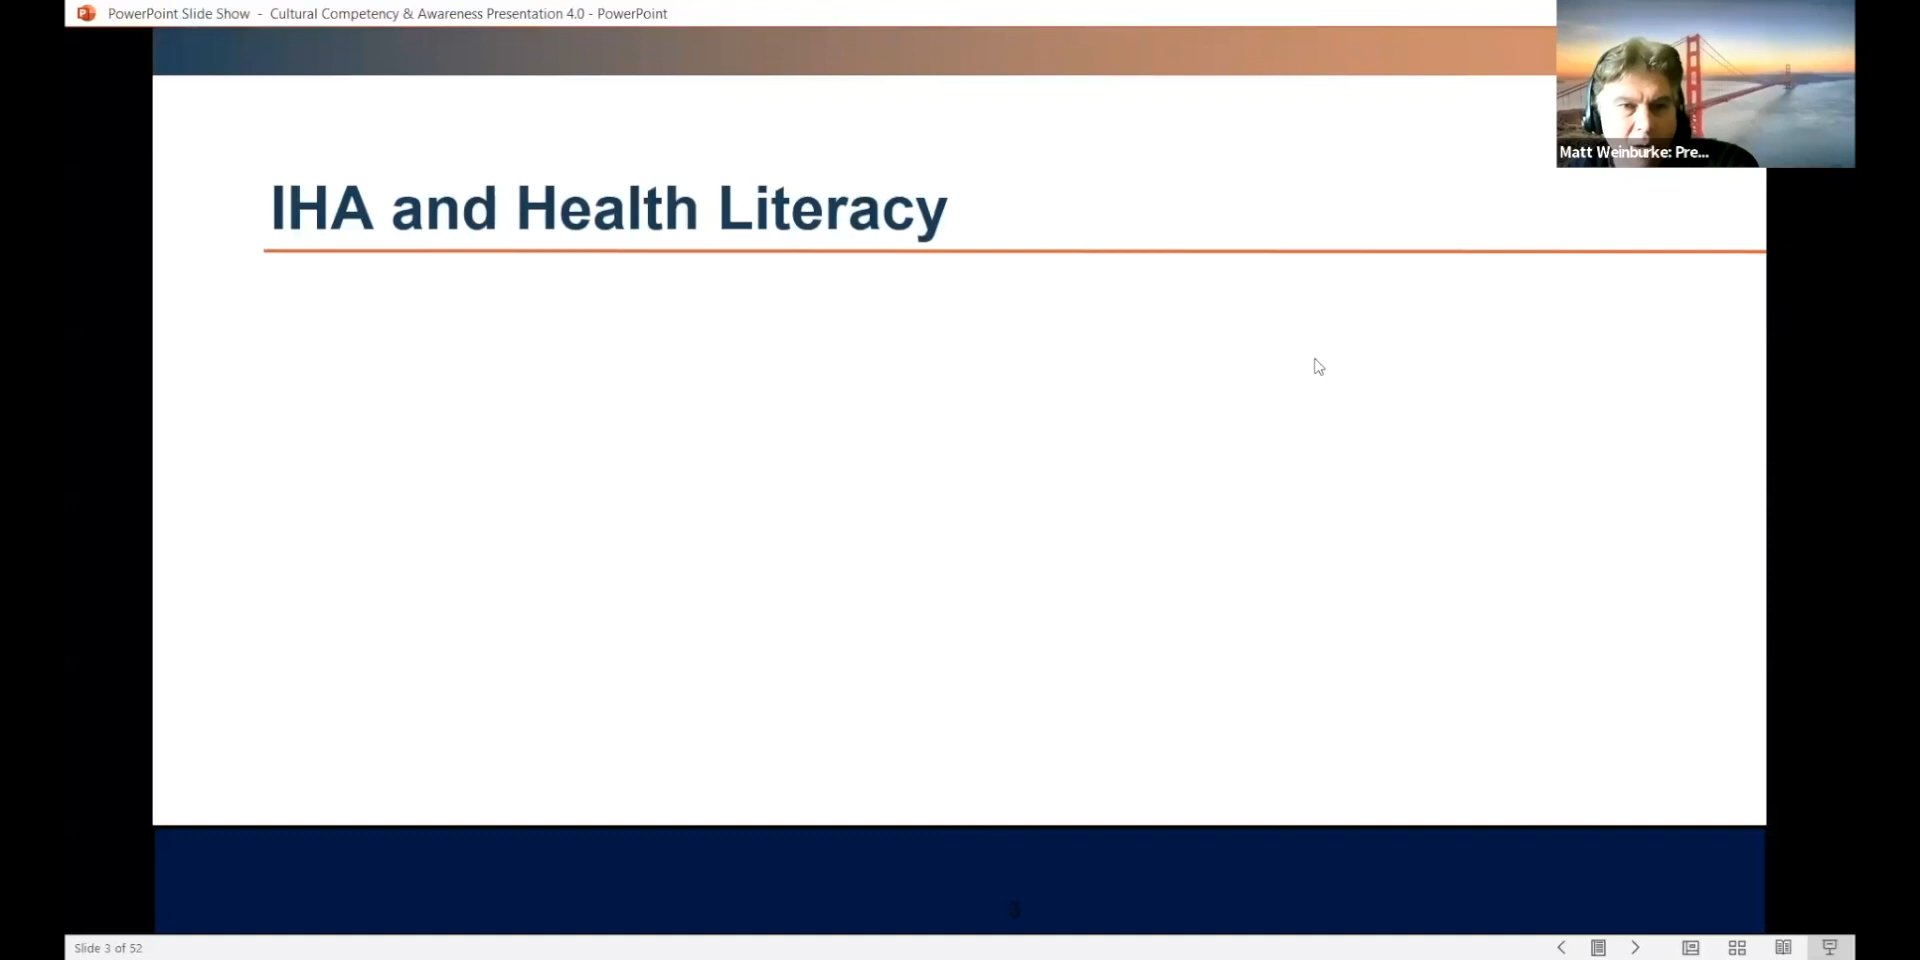 PowerPoint Slide Show - Cultural Competency & Awareness Presentation 4.0 - PowerPoint
Matt Weinburke: Pre...
IHA and Health Literacy
3
Slide 3 of 52